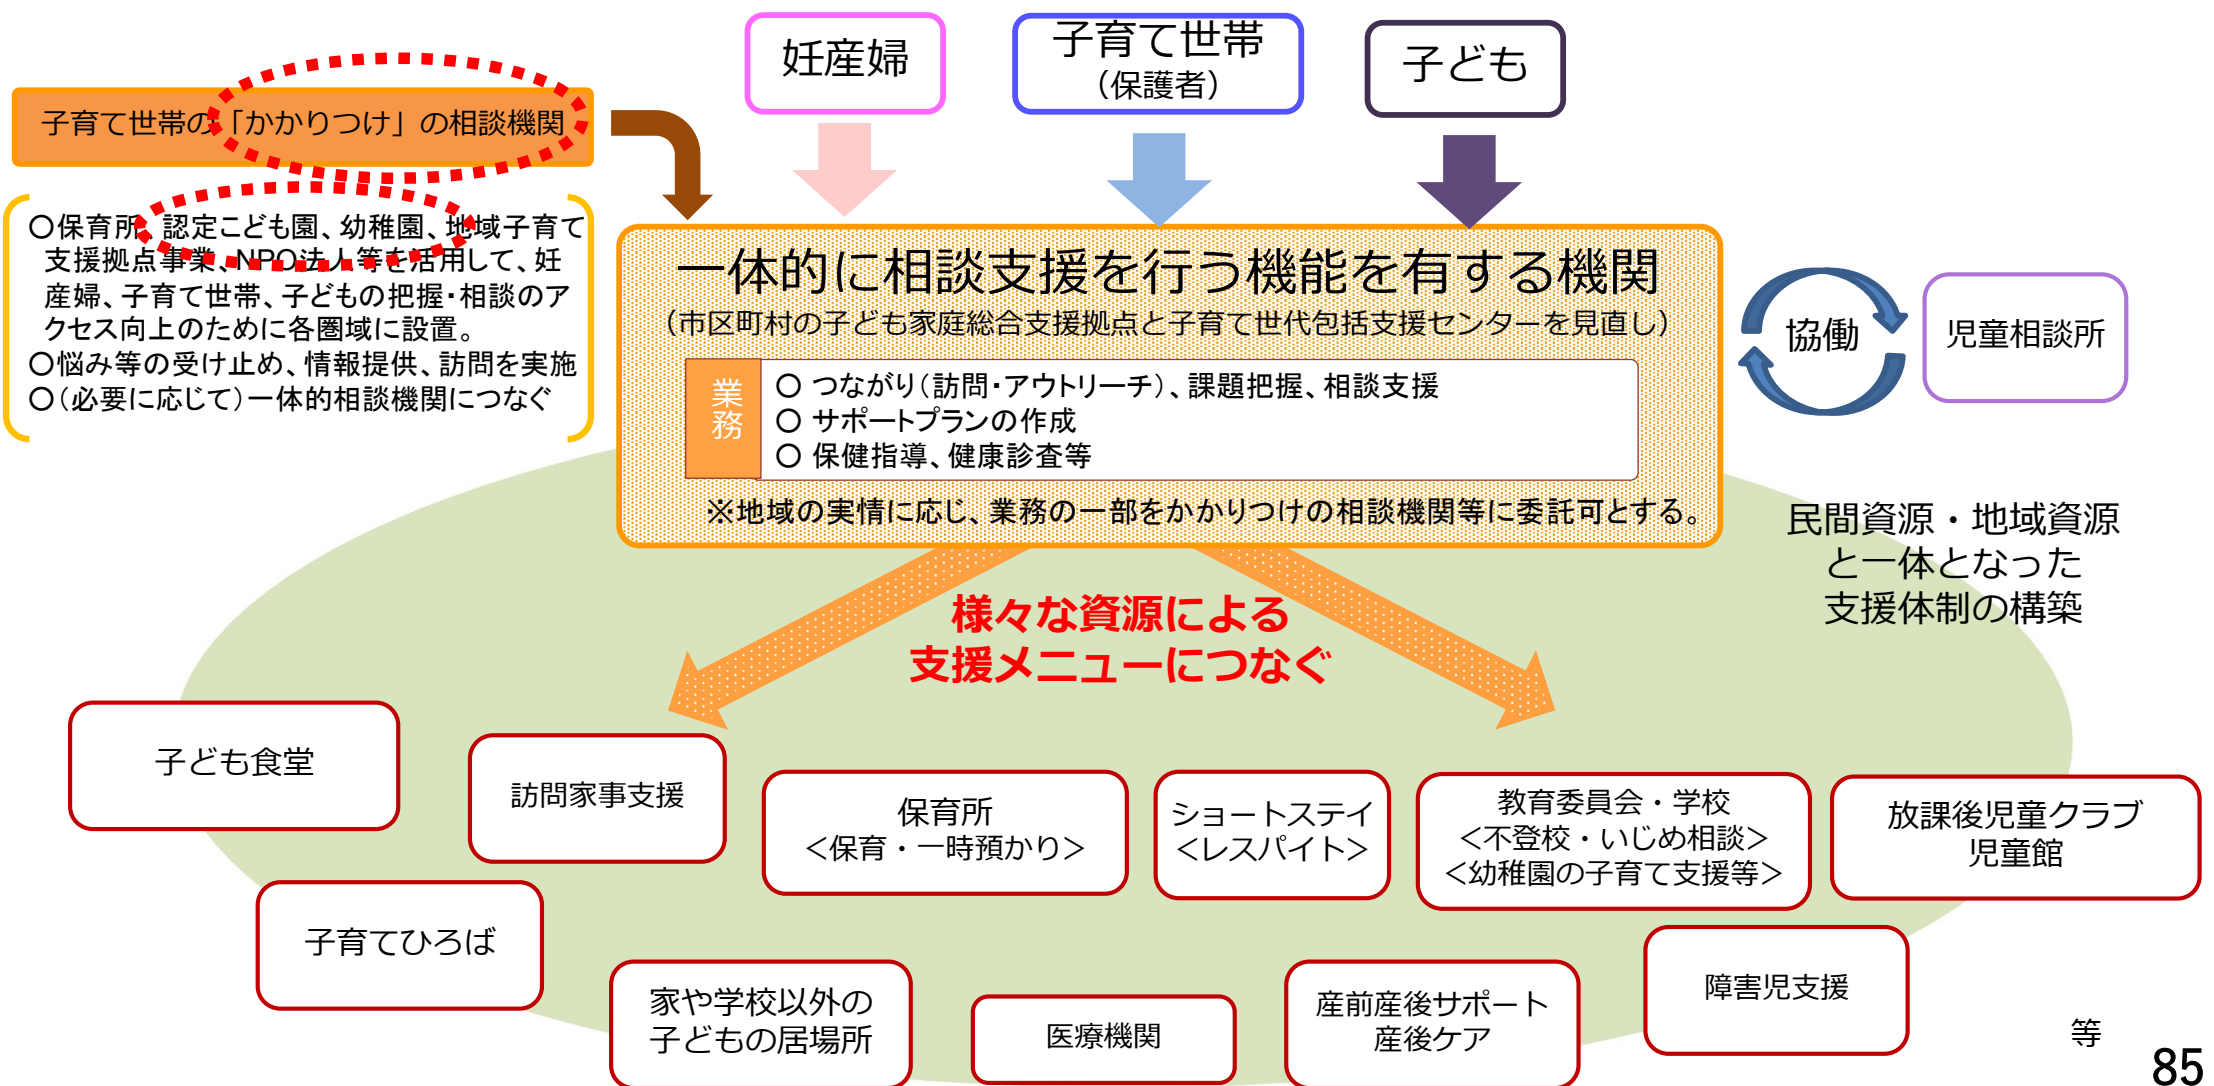 妊産婦
子育て世帯
（保護者）
子ども
子育て世帯の「かかりつけ」の相談機関
〇保育所、認定こども園、幼稚園、地域子育て
支援拠点事業、NPO法人等を活用して、妊
産婦、子育て世帯、子どもの把握・相談のア
クセス向上のために各圏域に設置。
〇悩み等の受け止め、情報提供、訪問を実施
〇（必要に応じて）一体的相談機関につなぐ
一体的に相談支援を行う機能を有する機関
（市区町村の子ども家庭総合支援拠点と子育て世代包括支援センターを見直し）
業務
〇 つながり（訪問・アウトリーチ）、課題把握、相談支援
〇 サポートプランの作成
〇 保健指導、健康診査等
※地域の実情に応じ、業務の一部をかかりつけの相談機関等に委託可とする。
協働
児童相談所
民間資源・地域資源
と一体となった
支援体制の構築
様々な資源による
支援メニューにつなぐ
子ども食堂
訪問家事支援
保育所
＜保育・一時預かり＞
ショートステイ
＜レスパイト＞
教育委員会・学校
＜不登校・いじめ相談＞
＜幼稚園の子育て支援等＞
放課後児童クラブ
児童館
子育てひろば
家や学校以外の
子どもの居場所
医療機関
産前産後サポート
産後ケア
障害児支援
等
85